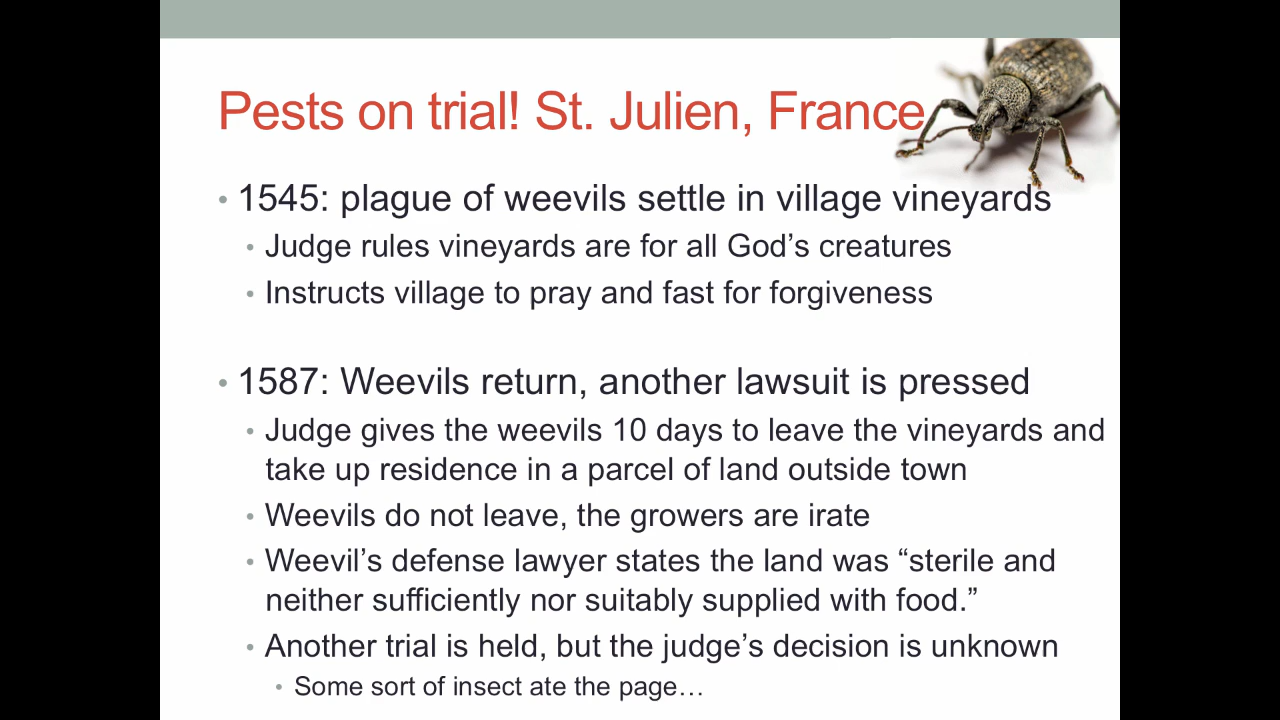 Pests on trial! St. Julien, France
• 1545: plague of weevils settle in village vineyards
• Judge rules vineyards are for all God’s creatures
• Instructs village to pray and fast for forgiveness
• 1587: Weevils return, another lawsuit is pressed
• Judge gives the weevils 10 days to leave the vineyards and
take up residence in a parcel of land outside town
• Weevils do not leave, the growers are irate
• Weevil’s defense lawyer states the land was “sterile and
neither sufficiently nor suitably supplied with food.”
• Another trial is held, but the judge’s decision is unknown
• Some sort of insect ate the page…